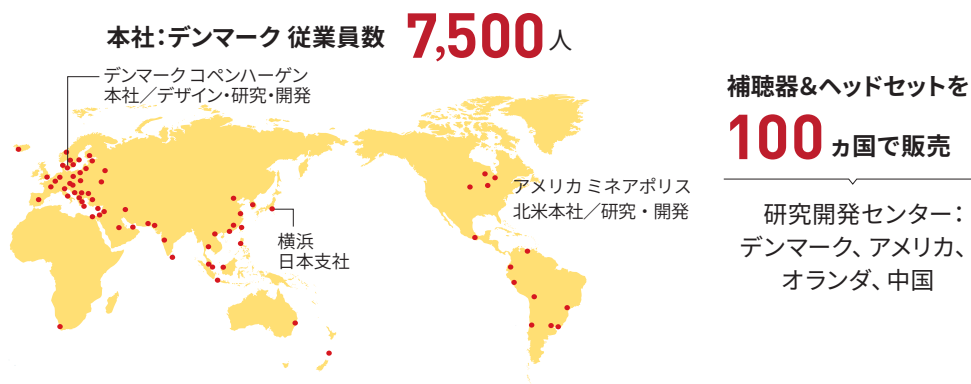 本社：デンマーク 従業員数 7,500人
デンマーク コペンハーゲン
本社／デザイン・研究・開発
アメリカ ミネアポリス
北米本社／研究・開発
横浜
日本支社
補聴器&ヘッドセットを
100ヵ国で販売
研究開発センター：
デンマーク、アメリカ、
オランダ、中国